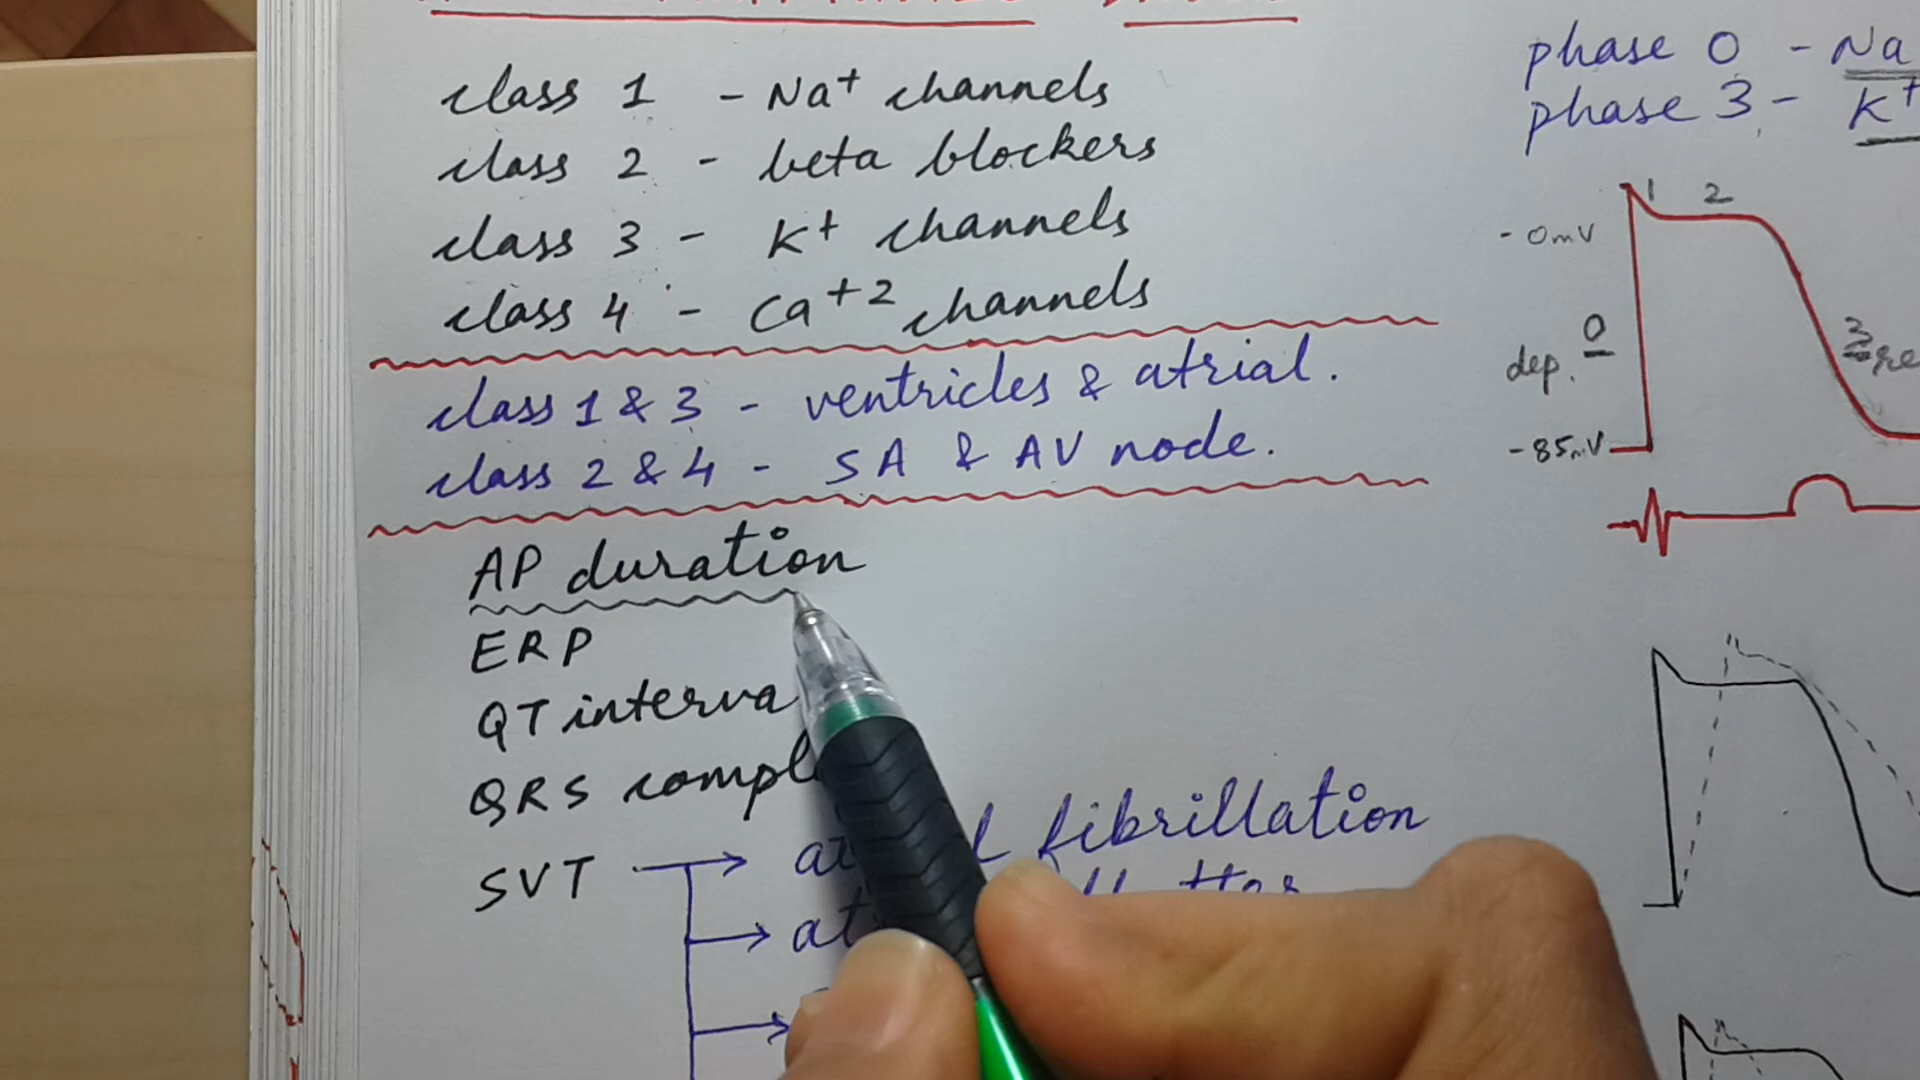 class 1 - Na+ channels
class 2 - beta blockers
class 3 - K+ channels
class 4 - Ca+2 channels
class 1 & 3 - ventricles & atrial.
class 2 & 4 - SA & AV node.
AP duration
ERP
QT interva
QRS compl
SVT
fibrillation
phase 0 - Na
phase 3 - K+
1 2
- 0mV
0
dep.
3
re
-85mV